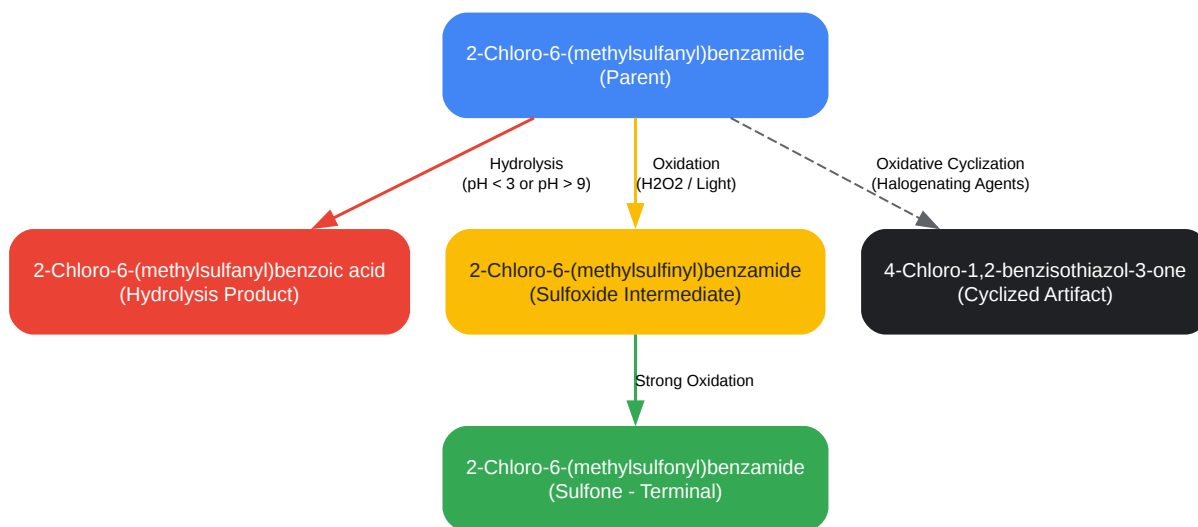 2-Chloro-6-(methylsulfanyl)benzamide
(Parent)
Hydrolysis
(pH < 3 or pH > 9)
Oxidation
(H2O2 / Light)
Oxidative Cyclization
(Halogenating Agents)
2-Chloro-6-(methylsulfanyl)benzoic acid
(Hydrolysis Product)
2-Chloro-6-(methylsulfinyl)benzamide
(Sulfoxide Intermediate)
4-Chloro-1,2-benzisothiazol-3-one
(Cyclized Artifact)
Strong Oxidation
2-Chloro-6-(methylsulfonyl)benzamide
(Sulfone - Terminal)